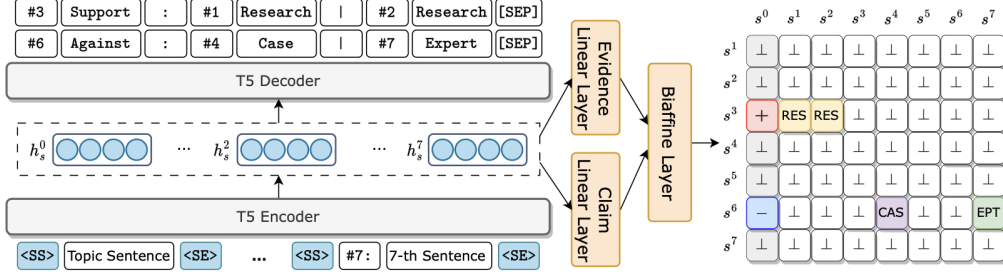 #3 Support : #1 Research | #2 Research [SEP]
#6 Against : #4 Case | #7 Expert [SEP]
T5 Decoder
h_s^0 ... h_s^2 ... h_s^7
T5 Encoder
<SS> Topic Sentence <SE> ... <SS> #7: 7-th Sentence <SE>
Evidence
Linear Layer
Claim
Linear Layer
Biaffine Layer
s^0 s^1 s^2 s^3 s^4 s^5 s^6 s^7
s^1 ⊥ ⊥ ⊥ ⊥ ⊥ ⊥ ⊥ ⊥
s^2 ⊥ ⊥ ⊥ ⊥ ⊥ ⊥ ⊥ ⊥
s^3 + RES RES ⊥ ⊥ ⊥ ⊥ ⊥
s^4 ⊥ ⊥ ⊥ ⊥ ⊥ ⊥ ⊥ ⊥
s^5 ⊥ ⊥ ⊥ ⊥ ⊥ ⊥ ⊥ ⊥
s^6 − ⊥ ⊥ ⊥ CAS ⊥ ⊥ EPT
s^7 ⊥ ⊥ ⊥ ⊥ ⊥ ⊥ ⊥ ⊥